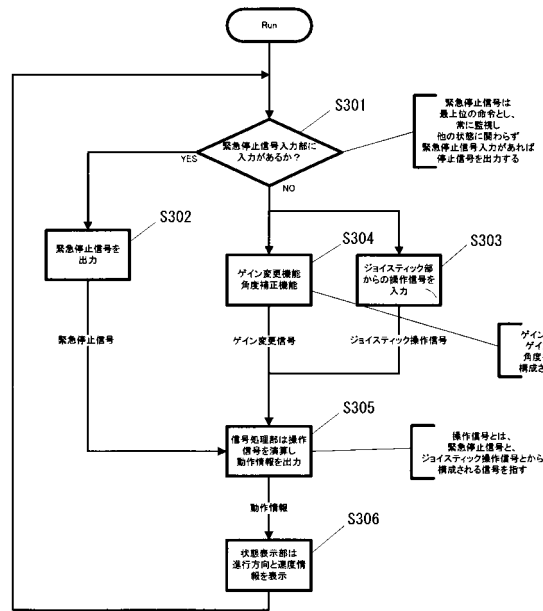 Run
S301
緊急停止信号入力部に
入力があるか？
YES
NO
緊急停止信号は
最上位の命令とし、
常に監視し
他の状態に関わらず
緊急停止信号入力があれば
停止信号を出力する
S302
緊急停止信号を
出力
S304
ゲイン変更機能
角度補正機能
S303
ジョイスティック部
からの操作信号を
入力
緊急停止信号
ゲイン変更信号
ジョイスティック操作信号
ゲイン
ゲイ
角度
構成さ
S305
信号処理部は操作
信号を演算し
動作情報を出力
操作信号とは、
緊急停止信号と、
ジョイスティック操作信号とから
構成される信号を指す
動作情報
S306
状態表示部は
進行方向と速度情
報を表示